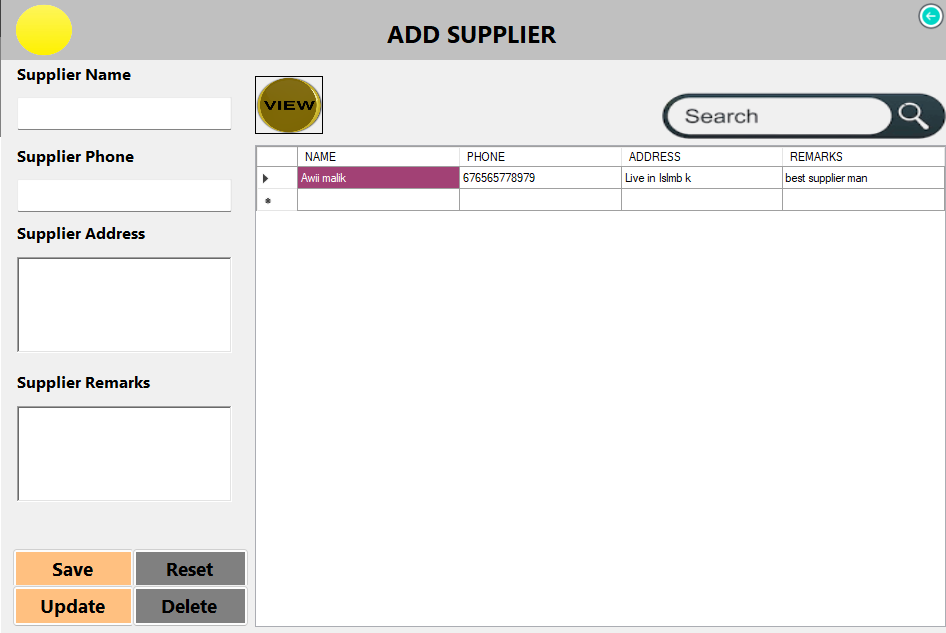 ADD SUPPLIER
Supplier Name
Supplier Phone
Supplier Address
Supplier Remarks
Save Reset
Update Delete
VIEW
Search
NAME PHONE ADDRESS REMARKS
Awii malik 676565778979 Live in Islmb k best supplier man